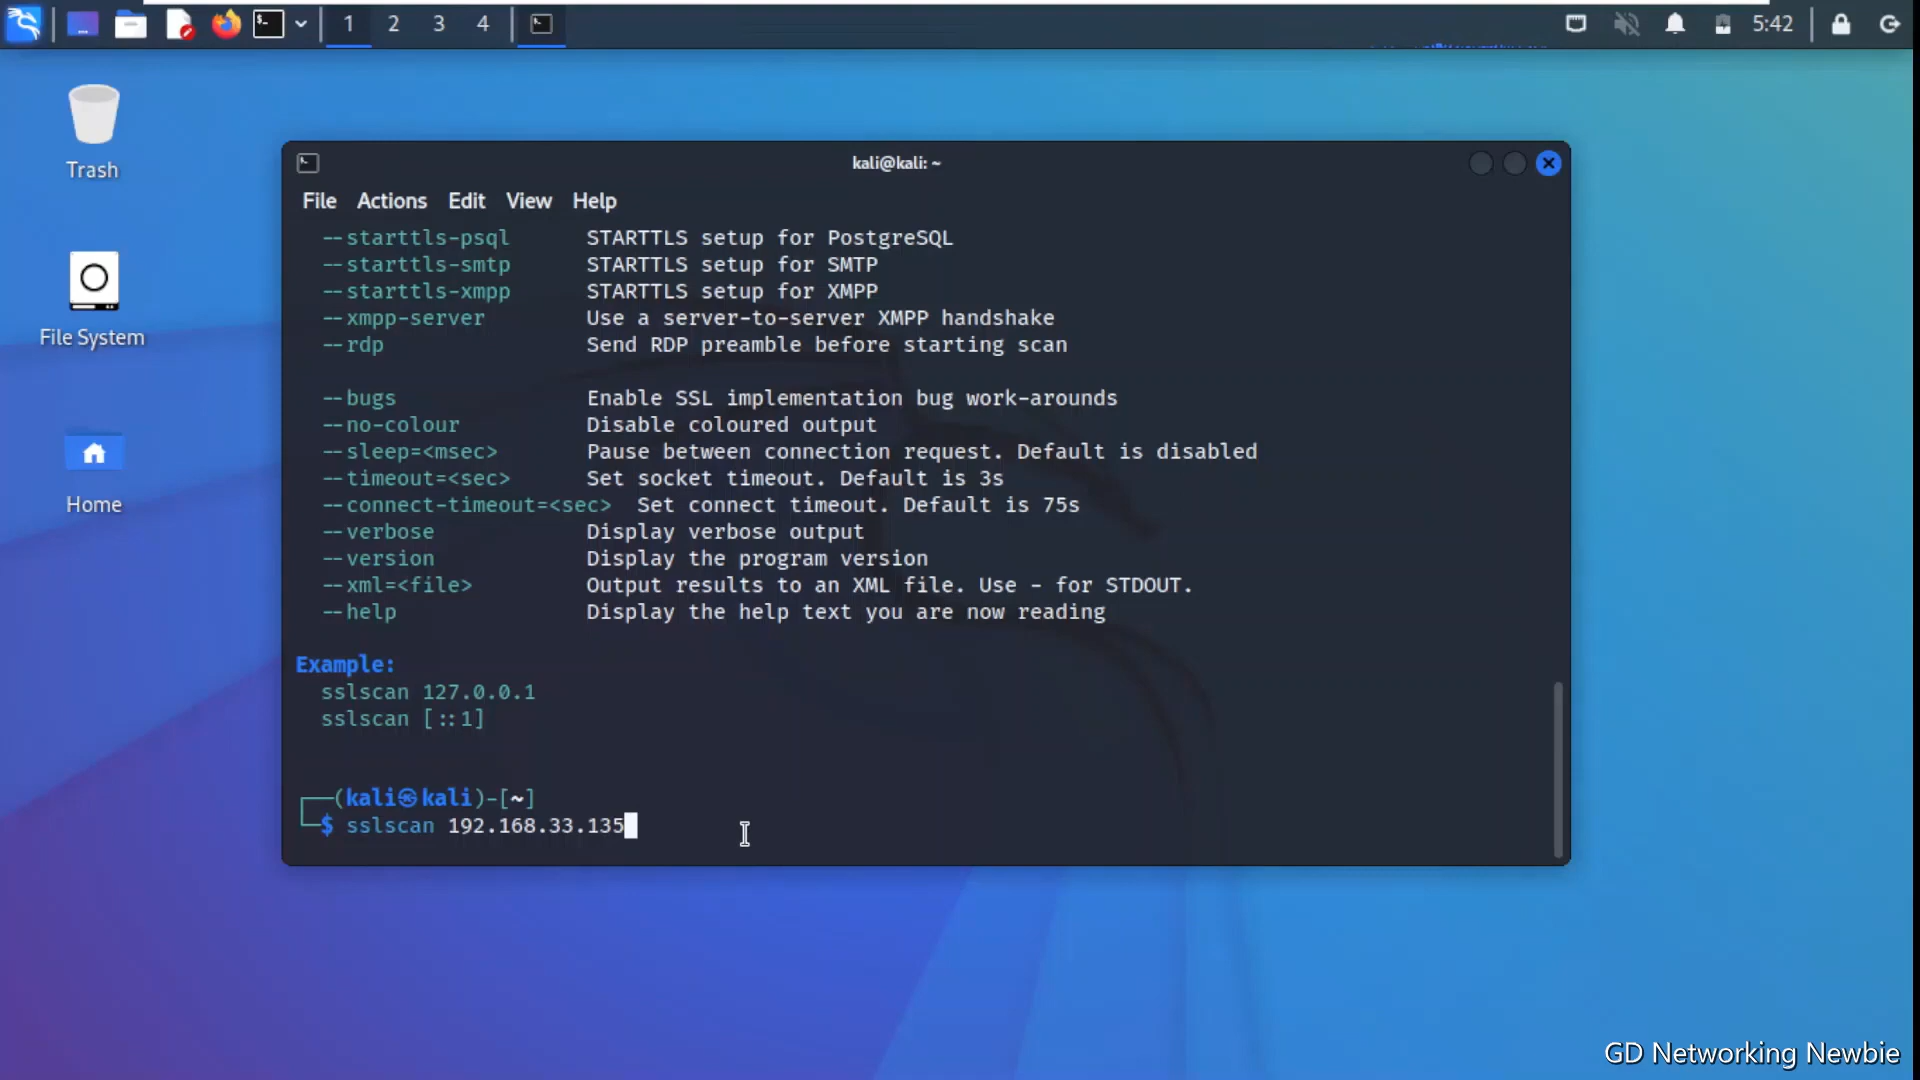 1 2 3 4 5:42
Trash
File System
Home
kali@kali: ~
File Actions Edit View Help
--starttls-psql STARTTLS setup for PostgreSQL
--starttls-smtp STARTTLS setup for SMTP
--starttls-xmpp STARTTLS setup for XMPP
--xmpp-server Use a server-to-server XMPP handshake
--rdp Send RDP preamble before starting scan
--bugs Enable SSL implementation bug work-arounds
--no-colour Disable coloured output
--sleep=<msec> Pause between connection request. Default is disabled
--timeout=<sec> Set socket timeout. Default is 3s
--connect-timeout=<sec> Set connect timeout. Default is 75s
--verbose Display verbose output
--version Display the program version
--xml=<file> Output results to an XML file. Use - for STDOUT.
--help Display the help text you are now reading
Example:
sslscan 127.0.0.1
sslscan [::1]
┌──(kali㉿kali)-[~]
└─$ sslscan 192.168.33.135
GD Networking Newbie